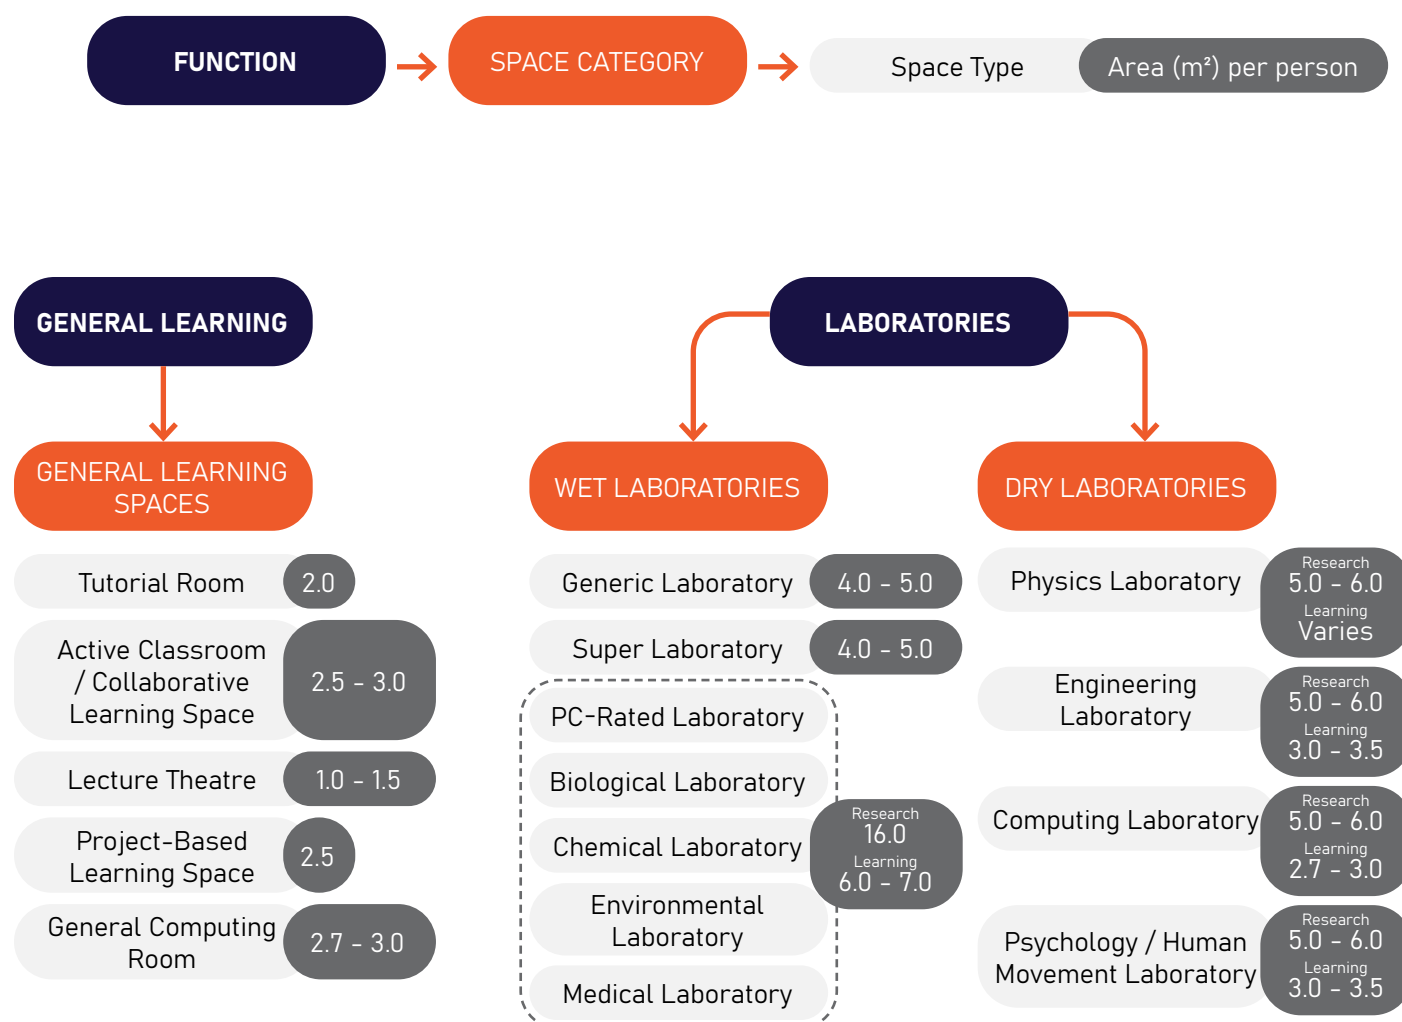 FUNCTION
SPACE CATEGORY
Space Type
Area (m²) per person
GENERAL LEARNING
GENERAL LEARNING
SPACES
Tutorial Room
2.0
Active Classroom
/ Collaborative
Learning Space
2.5 - 3.0
Lecture Theatre
1.0 - 1.5
Project-Based
Learning Space
2.5
General Computing
Room
2.7 - 3.0
LABORATORIES
WET LABORATORIES
Generic Laboratory
4.0 - 5.0
Super Laboratory
4.0 - 5.0
PC-Rated Laboratory
Biological Laboratory
Chemical Laboratory
Environmental
Laboratory
Medical Laboratory
Research
16.0
Learning
6.0 - 7.0
DRY LABORATORIES
Physics Laboratory
Research
5.0 - 6.0
Learning
Varies
Engineering
Laboratory
Research
5.0 - 6.0
Learning
3.0 - 3.5
Computing Laboratory
Research
5.0 - 6.0
Learning
2.7 - 3.0
Psychology / Human
Movement Laboratory
Research
5.0 - 6.0
Learning
3.0 - 3.5